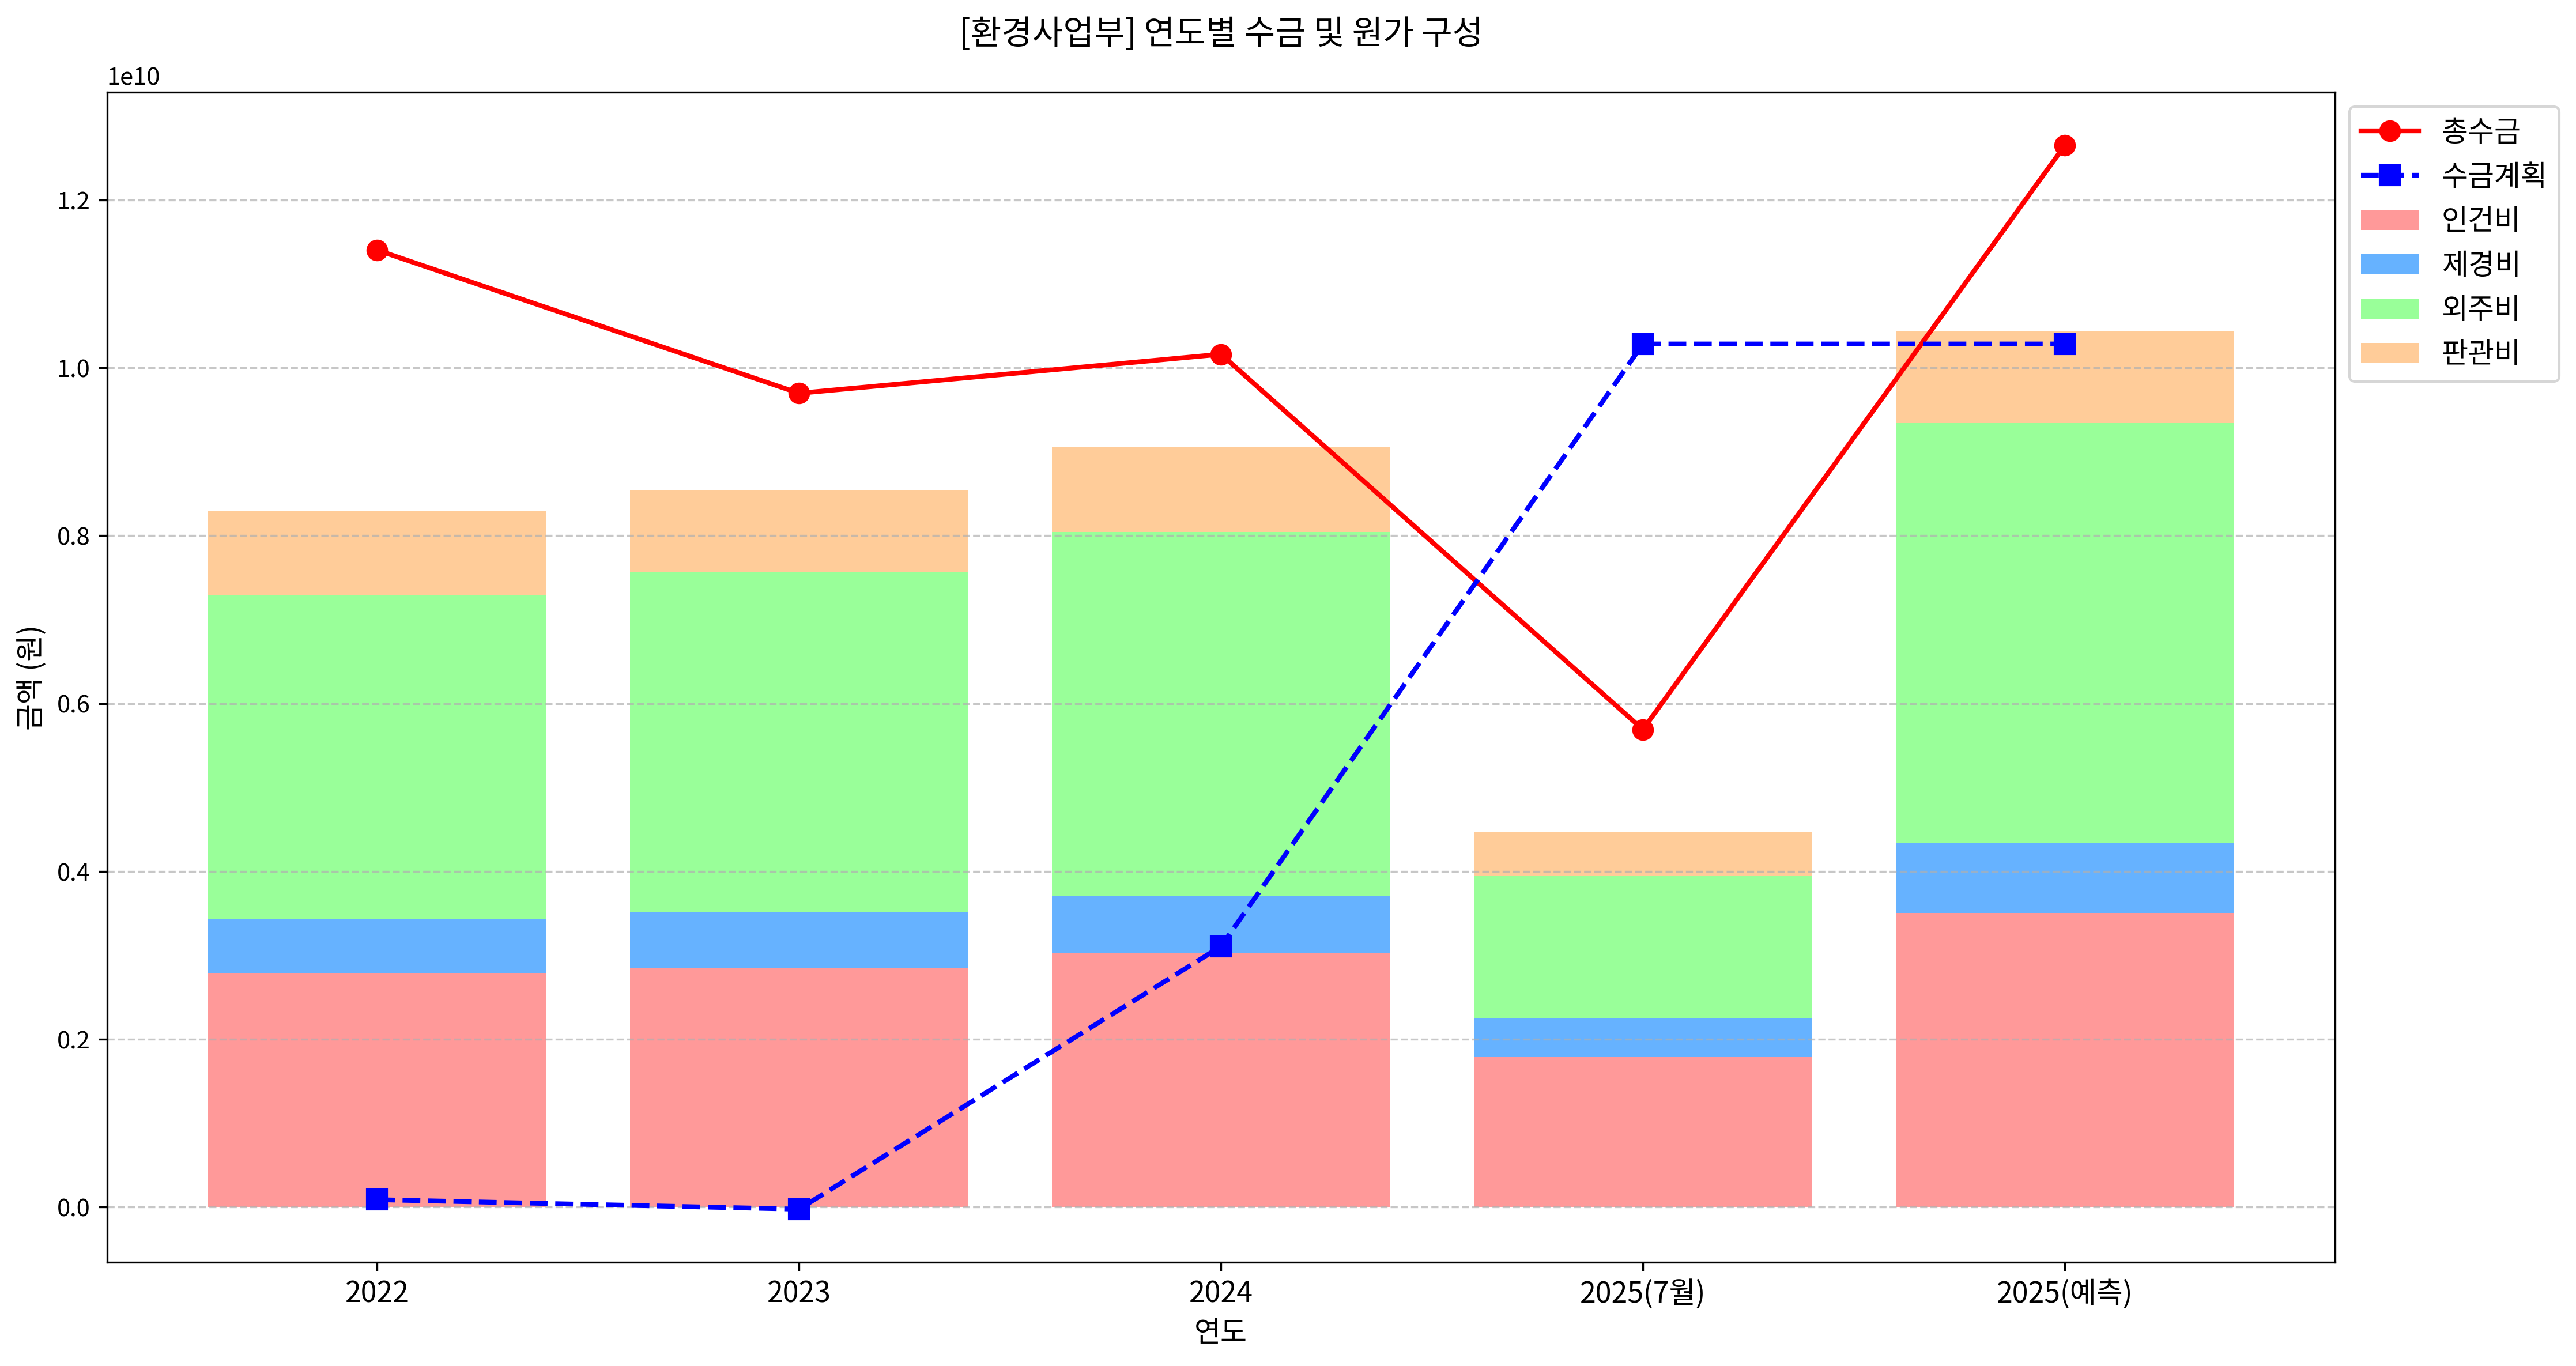 [환경사업부] 연도별 수금 및 원가 구성
1e10
1.2
1.0
0.8
0.6
0.4
0.2
0.0
금액 (원)
2022
2023
2024
2025(7월)
2025(예측)
연도
총수금
수금계획
인건비
제경비
외주비
판관비